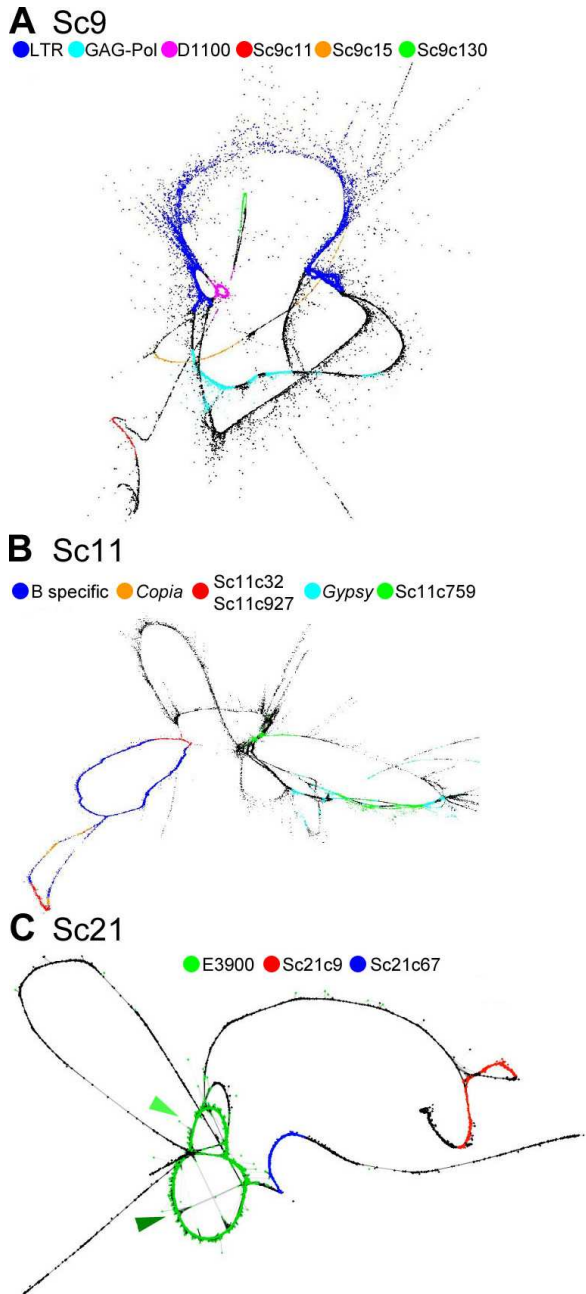 A Sc9
LTR GAG-Pol D1100 Sc9c11 Sc9c15 Sc9c130
B Sc11
B specific Copia Sc11c32 Gypsy Sc11c759
Sc11c927
C Sc21
E3900 Sc21c9 Sc21c67